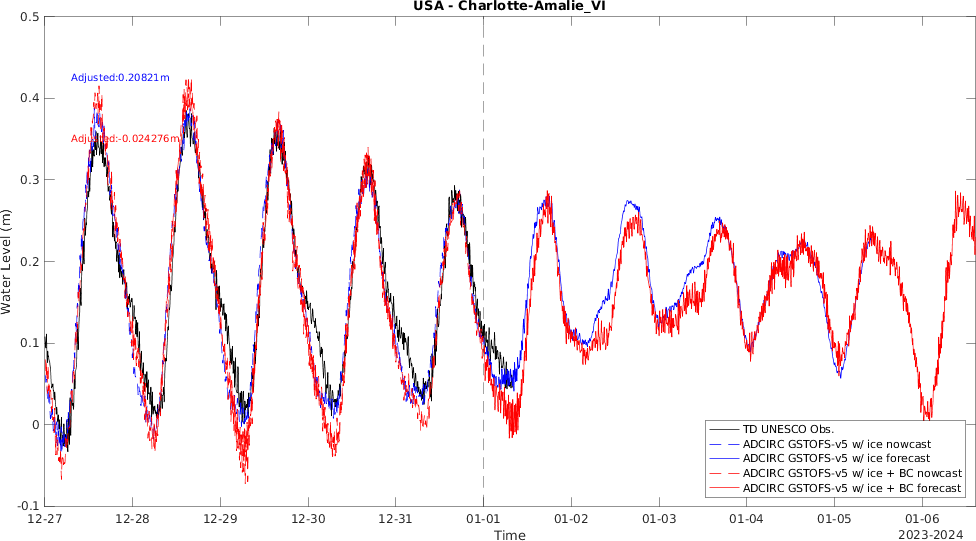 USA - Charlotte-Amalie_VI
0.5
Adjusted:0.20821m
0.4
Adjusted:-0.024276m
0.3
0.2
Water Level (m)
0.1
0
-0.1
TD UNESCO Obs.
ADCIRC GSTOFS-v5 w/ ice nowcast
ADCIRC GSTOFS-v5 w/ ice forecast
ADCIRC GSTOFS-v5 w/ ice + BC nowcast
ADCIRC GSTOFS-v5 w/ ice + BC forecast
12-27 12-28 12-29 12-30 12-31 01-01 01-02 01-03 01-04 01-05 01-06
Time
2023-2024